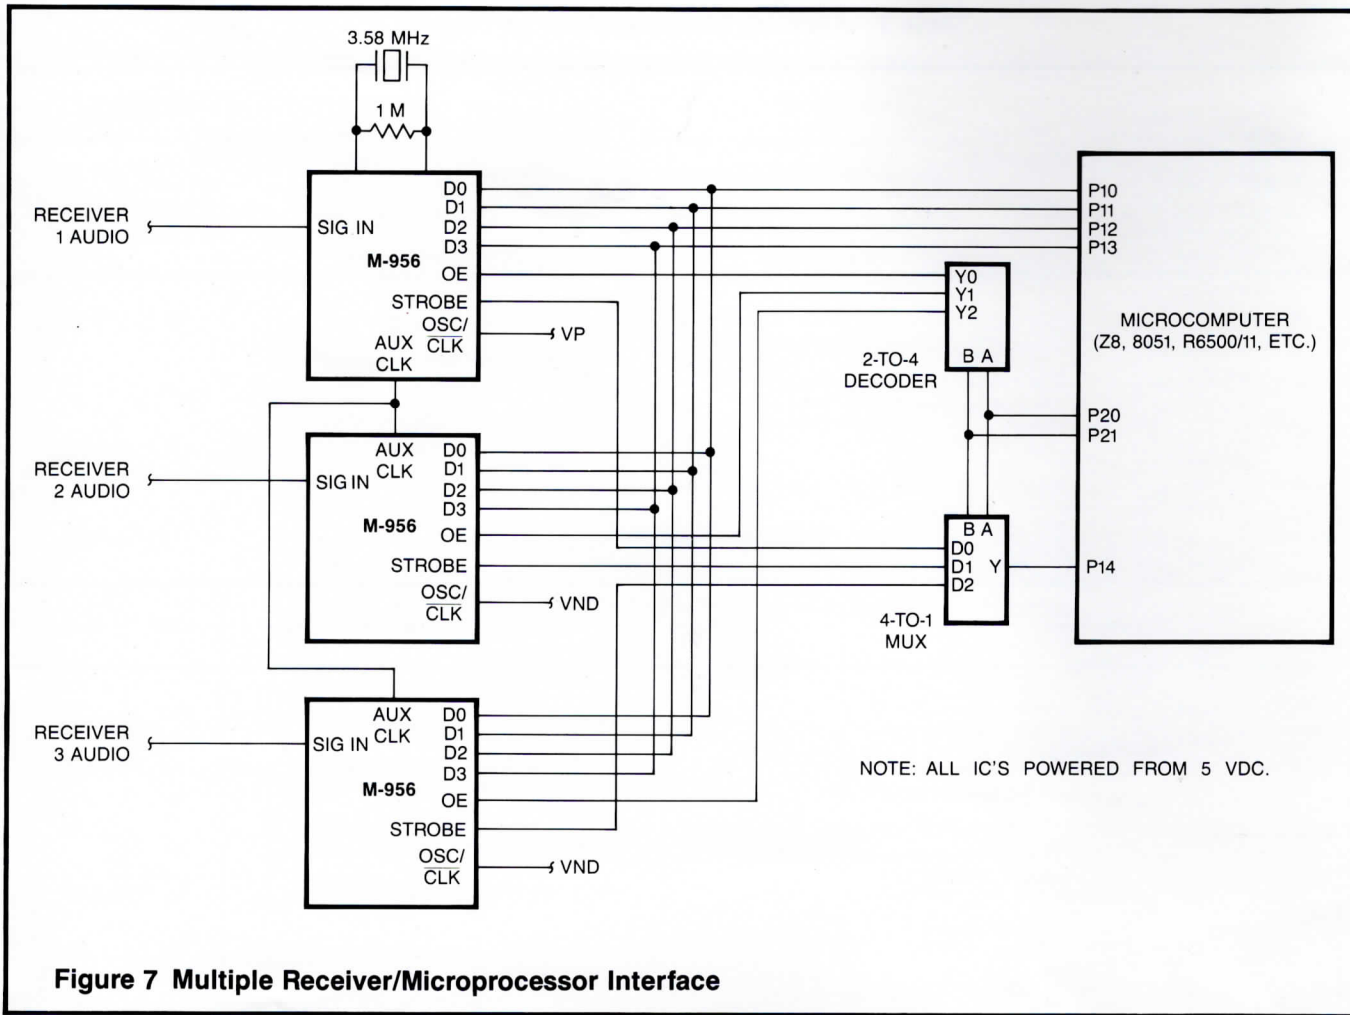 3.58 MHz
1 M
RECEIVER
1 AUDIO
SIG IN
M-956
D0
D1
D2
D3
OE
STROBE
OSC/
CLK
AUX
CLK
VP
RECEIVER
2 AUDIO
SIG IN
AUX
CLK
M-956
D0
D1
D2
D3
OE
STROBE
OSC/
CLK
VND
RECEIVER
3 AUDIO
SIG IN
AUX
CLK
M-956
D0
D1
D2
D3
OE
STROBE
OSC/
CLK
VND
Y0
Y1
Y2
B A
2-TO-4
DECODER
B A
D0
D1 Y
D2
4-TO-1
MUX
P10
P11
P12
P13
MICROCOMPUTER
(Z8, 8051, R6500/11, ETC.)
P20
P21
P14
NOTE: ALL IC'S POWERED FROM 5 VDC.
Figure 7 Multiple Receiver/Microprocessor Interface